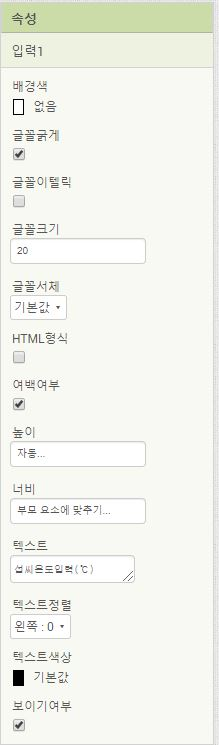 속성
입력1
배경색
없음
글꼴굵게
글꼴이텔릭
글꼴크기
20
글꼴서체
기본값
HTML형식
여백여부
높이
자동...
너비
부모 요소에 맞추기...
텍스트
섭씨온도입력(℃)
텍스트정렬
왼쪽 : 0
텍스트색상
기본값
보이기여부